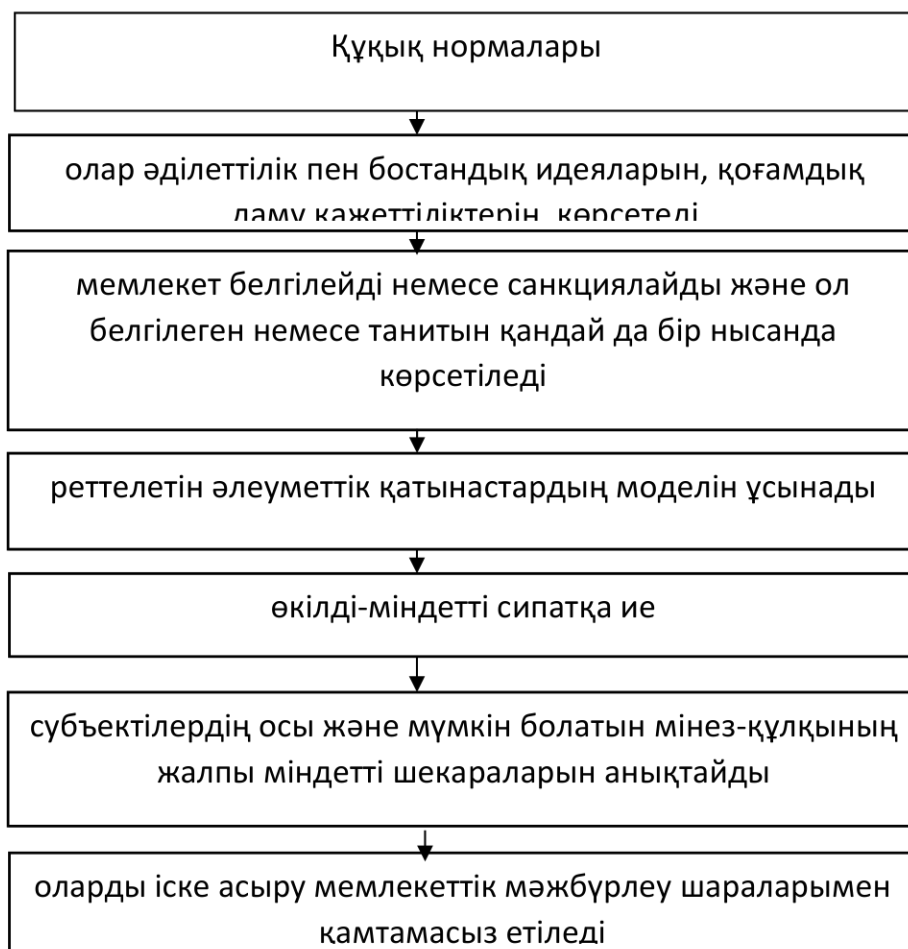 Құқық нормалары
олар әділеттілік пен бостандық идеяларын, қоғамдық
даму қажеттіліктерін көрсетеді
мемлекет белгілейді немесе санкциялайды және ол
белгілеген немесе танитын қандай да бір нысанда
көрсетіледі
реттелетін әлеуметтік қатынастардың моделін ұсынады
өкілді-міндетті сипатқа ие
субъектілердің осы және мүмкін болатын мінез-құлқының
жалпы міндетті шекараларын анықтайды
оларды іске асыру мемлекеттік мәжбүрлеу шараларымен
қамтамасыз етіледі